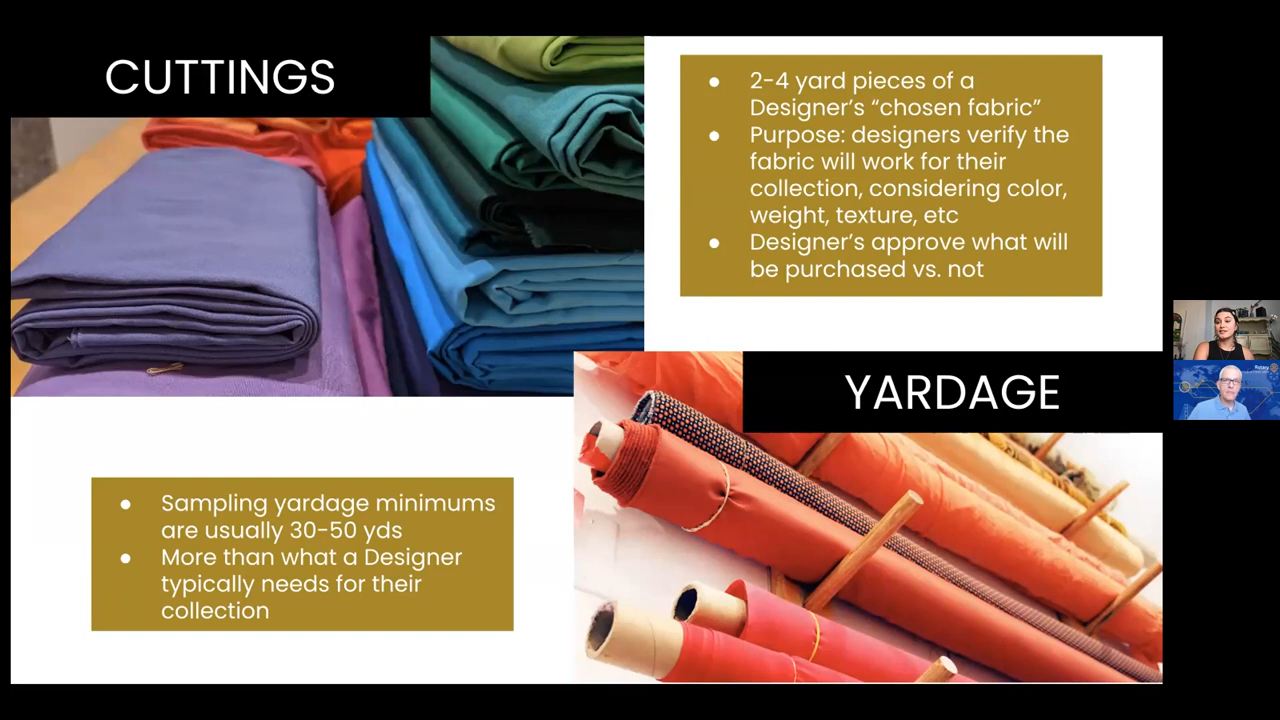 CUTTINGS
● 2-4 yard pieces of a
Designer’s “chosen fabric”
● Purpose: designers verify the
fabric will work for their
collection, considering color,
weight, texture, etc
● Designer’s approve what will
be purchased vs. not
YARDAGE
● Sampling yardage minimums
are usually 30-50 yds
● More than what a Designer
typically needs for their
collection
Rotary